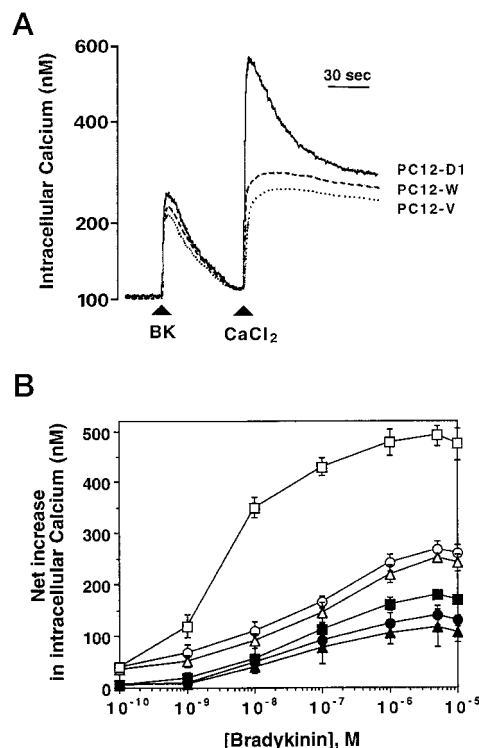 A
Intracellular Calcium (nM)
600
400
200
100
30 sec
PC12-D1
PC12-W
PC12-V
BK
CaCl₂
B
Net increase
in intracellular Calcium (nM)
500
400
300
200
100
0
10⁻¹⁰
10⁻⁹
10⁻⁸
10⁻⁷
10⁻⁶
10⁻⁵
[Bradykinin], M